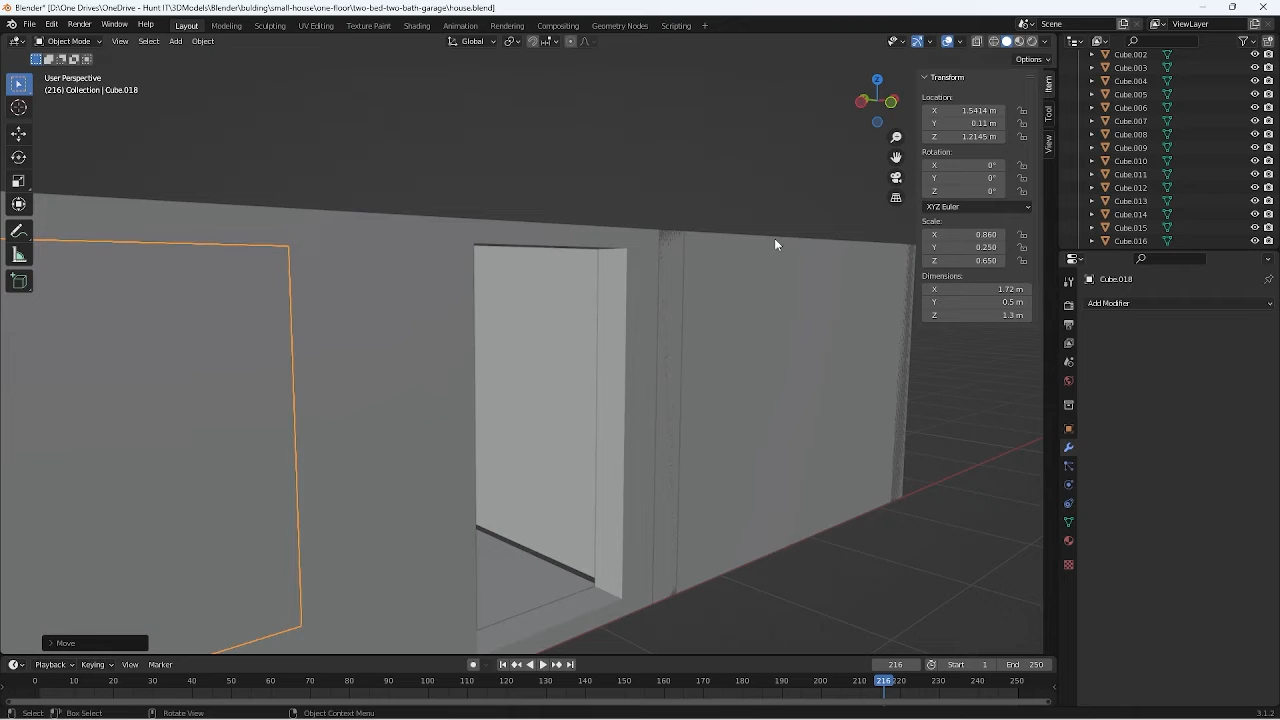 Blender* [D:\One Drives\OneDrive - Hunt IT\3DModels\Blender\bulding\small-house\one-floor\two-bed-two-bath-garage\house.blend]
File Edit Render Window Help Layout Modeling Sculpting UV Editing Texture Paint Shading Animation Rendering Compositing Geometry Nodes Scripting + Scene ViewLayer
Object Mode View Select Add Object Global
Options
User Perspective
(216) Collection | Cube.018
Z
Transform
Location:
X 1.5414 m
Y 0.11 m
Z 1.2145 m
Rotation:
X 0°
Y 0°
Z 0°
XYZ Euler
Scale:
X 0.860
Y 0.250
Z 0.650
Dimensions:
X 1.72 m
Y 0.5 m
Z 1.3 m
Item
Tool
View
Cube.002
Cube.003
Cube.004
Cube.005
Cube.006
Cube.007
Cube.008
Cube.009
Cube.010
Cube.011
Cube.012
Cube.013
Cube.014
Cube.015
Cube.016
Cube.018
Add Modifier
Move
Playback Keying View Marker 216 Start 1 End 250
0 10 20 30 40 50 60 70 80 90 100 110 120 130 140 150 160 170 180 190 200 210 216 220 230 240 250
Select Box Select Rotate View Object Context Menu 3.1.2